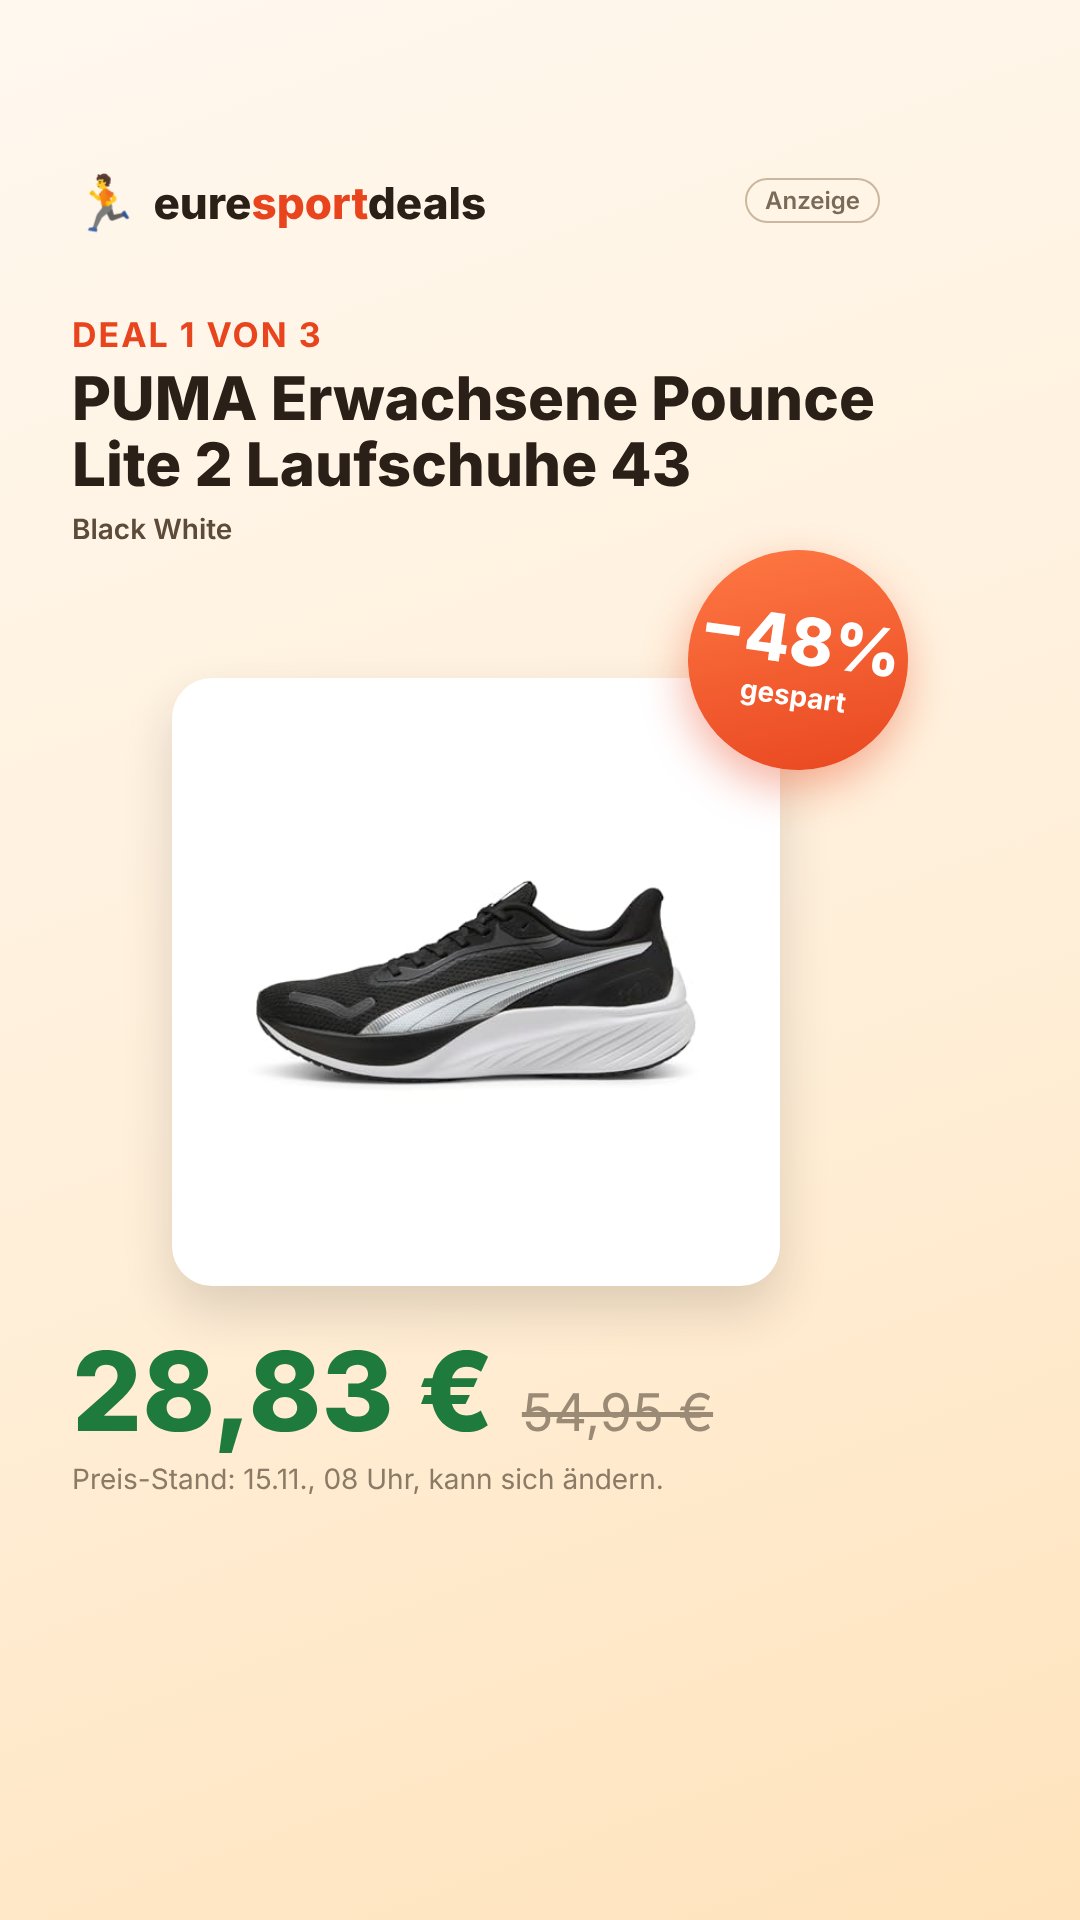 euresportdeals
Anzeige
DEAL 1 VON 3
PUMA Erwachsene Pounce
Lite 2 Laufschuhe 43
Black White
−48%
gespart
28,83 € 54,95 €
Preis-Stand: 15.11., 08 Uhr, kann sich ändern.